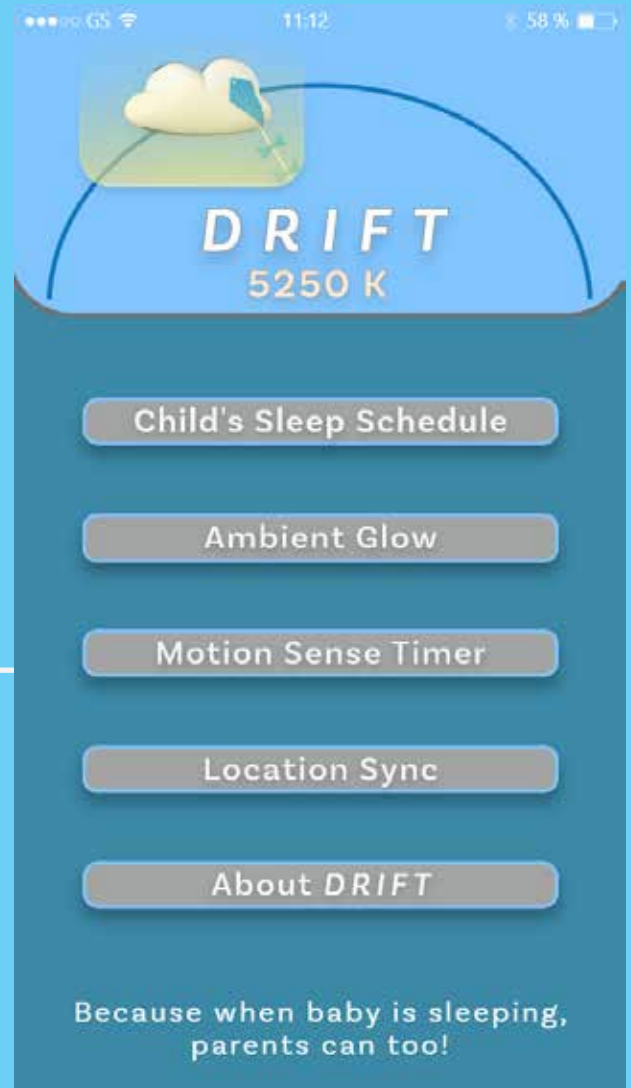 GS 11:12 58 %
DRIFT
5250 K
Child's Sleep Schedule
Ambient Glow
Motion Sense Timer
Location Sync
About DRIFT
Because when baby is sleeping,
parents can too!